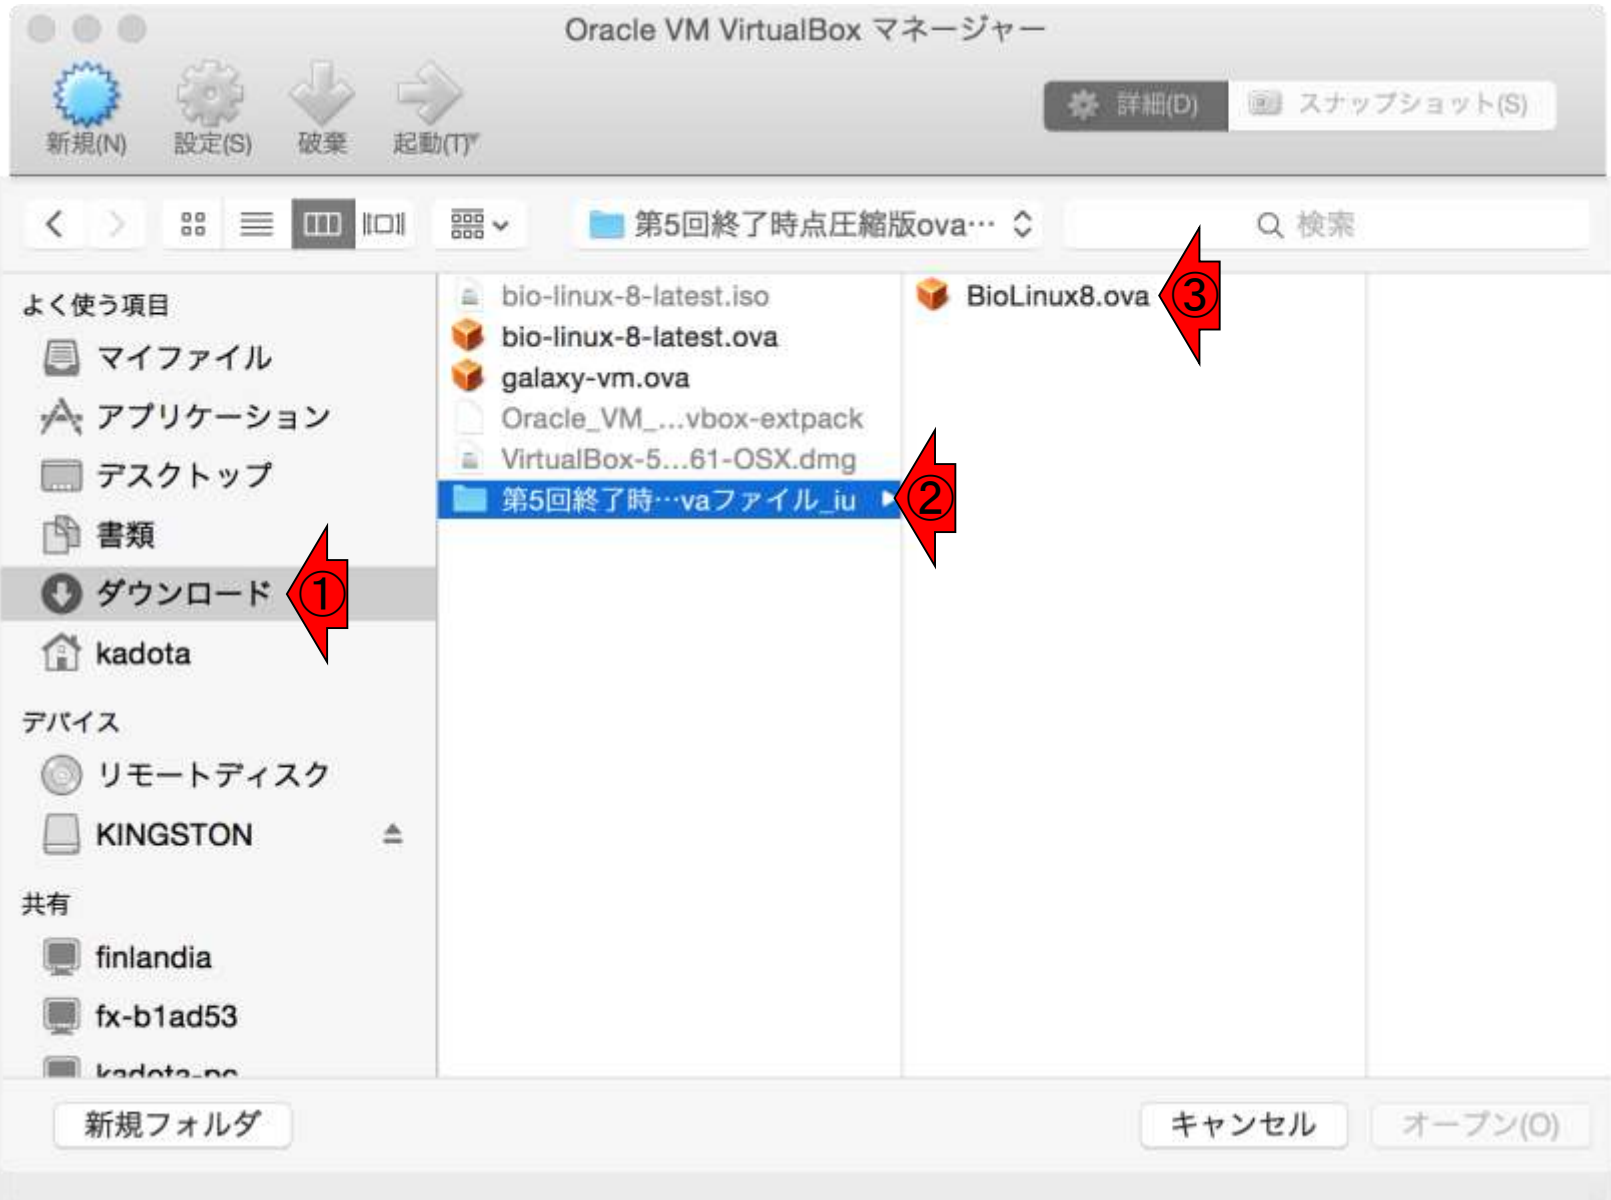 Oracle VM VirtualBox マネージャー
新規(N)
設定(S)
破棄
起動(T)
詳細(D)
スナップショット(S)
第5回終了時点圧縮版ova…
検索
よく使う項目
マイファイル
アプリケーション
デスクトップ
書類
ダウンロード
①
kadota
デバイス
リモートディスク
KINGSTON
共有
finlandia
fx-b1ad53
kadota-pc
bio-linux-8-latest.iso
bio-linux-8-latest.ova
galaxy-vm.ova
Oracle_VM_...vbox-extpack
VirtualBox-5...61-OSX.dmg
第5回終了時…vaファイル_iu
②
BioLinux8.ova
③
新規フォルダ
キャンセル
オープン(O)